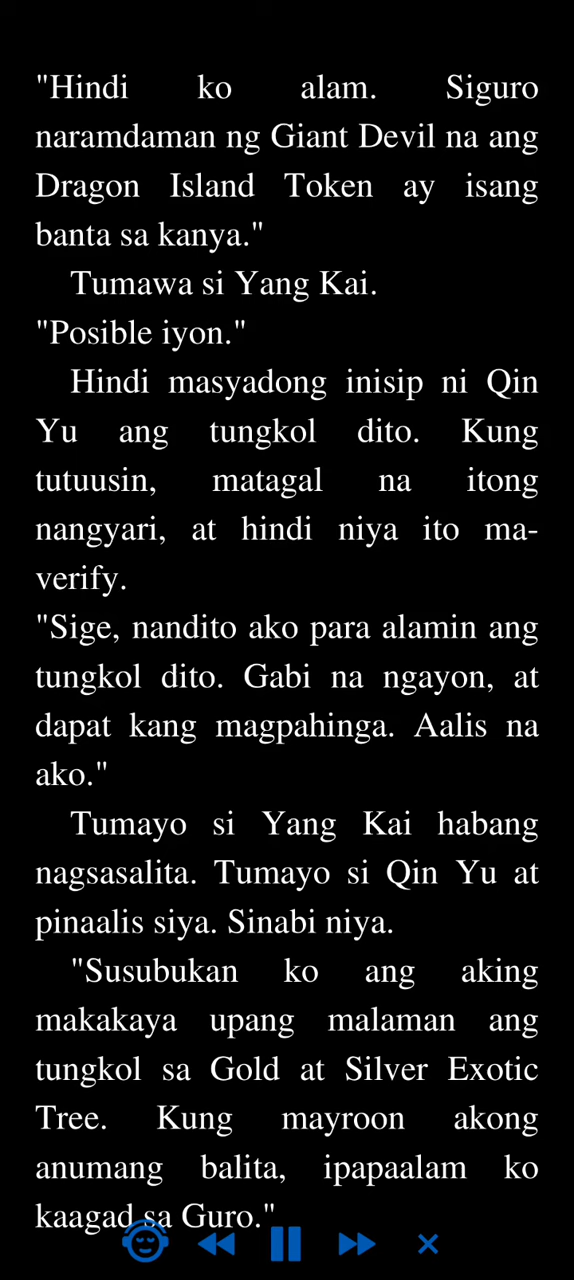 "Hindi ko alam. Siguro
naramdaman ng Giant Devil na ang
Dragon Island Token ay isang
banta sa kanya."
Tumawa si Yang Kai.
"Posible iyon."
Hindi masyadong inisip ni Qin
Yu ang tungkol dito. Kung
tutuusin, matagal na itong
nangyari, at hindi niya ito ma-
verify.
"Sige, nandito ako para alamin ang
tungkol dito. Gabi na ngayon, at
dapat kang magpahinga. Aalis na
ako."
Tumayo si Yang Kai habang
nagsasalita. Tumayo si Qin Yu at
pinaalis siya. Sinabi niya.
"Susubukan ko ang aking
makakaya upang malaman ang
tungkol sa Gold at Silver Exotic
Tree. Kung mayroon akong
anumang balita, ipapaalam ko
kaagad sa Guro."